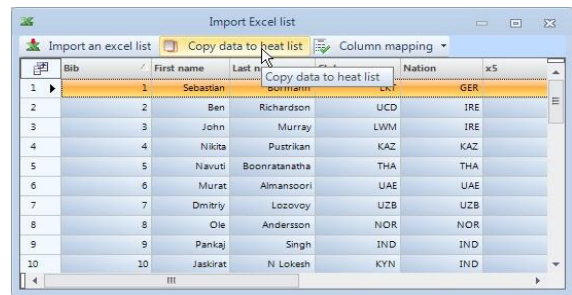 Import Excel list
Import an excel list Copy data to heat list Column mapping
Bib First name Last n Nation x5
Copy data to heat list
1 1 Sebastian Bormann LKT GER
2 2 Ben Richardson UCD IRE
3 3 John Murray LWM IRE
4 4 Nikita Pustrikan KAZ KAZ
5 5 Navuti Boonratanatha THA THA
6 6 Murat Almansoori UAE UAE
7 7 Dmitriy Lozovoy UZB UZB
8 8 Ole Andersson NOR NOR
9 9 Pankaj Singh IND IND
10 10 Jaskirat N Lokesh KYN IND